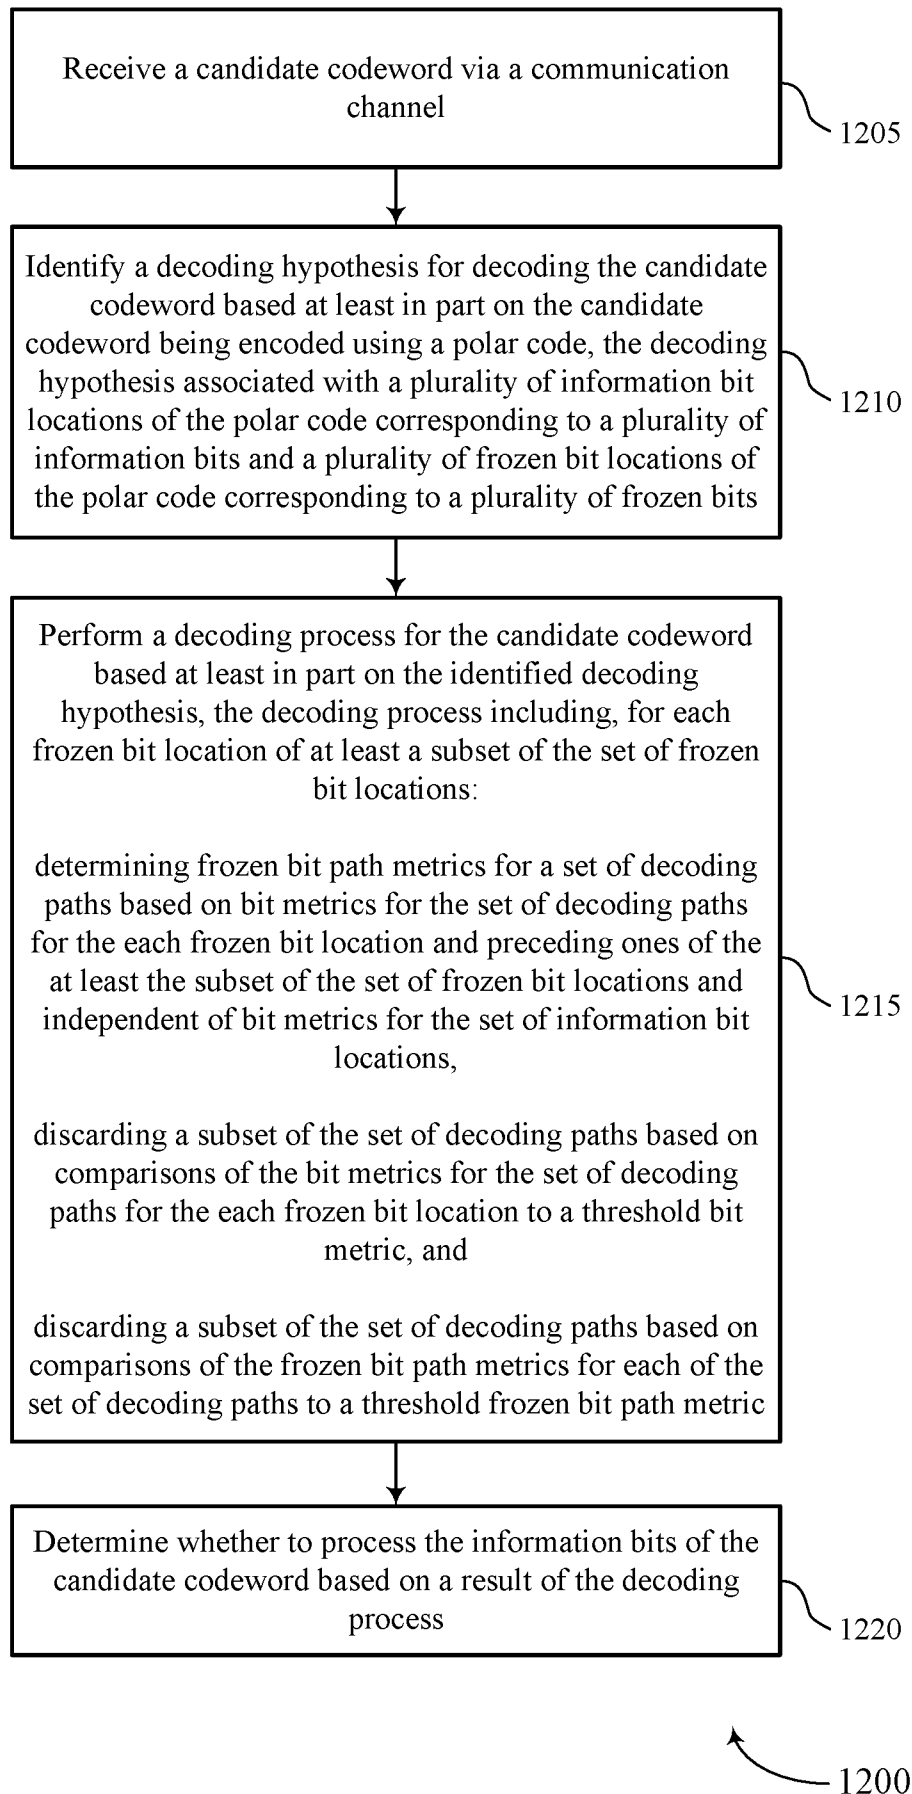 Receive a candidate codeword via a communication
channel
1205
Identify a decoding hypothesis for decoding the candidate
codeword based at least in part on the candidate
codeword being encoded using a polar code, the decoding
hypothesis associated with a plurality of information bit
locations of the polar code corresponding to a plurality of
information bits and a plurality of frozen bit locations of
the polar code corresponding to a plurality of frozen bits
1210
Perform a decoding process for the candidate codeword
based at least in part on the identified decoding
hypothesis, the decoding process including, for each
frozen bit location of at least a subset of the set of frozen
bit locations:
determining frozen bit path metrics for a set of decoding
paths based on bit metrics for the set of decoding paths
for the each frozen bit location and preceding ones of the
at least the subset of the set of frozen bit locations and
independent of bit metrics for the set of information bit
locations,
discarding a subset of the set of decoding paths based on
comparisons of the bit metrics for the set of decoding
paths for the each frozen bit location to a threshold bit
metric, and
discarding a subset of the set of decoding paths based on
comparisons of the frozen bit path metrics for each of the
set of decoding paths to a threshold frozen bit path metric
1215
Determine whether to process the information bits of the
candidate codeword based on a result of the decoding
process
1220
1200